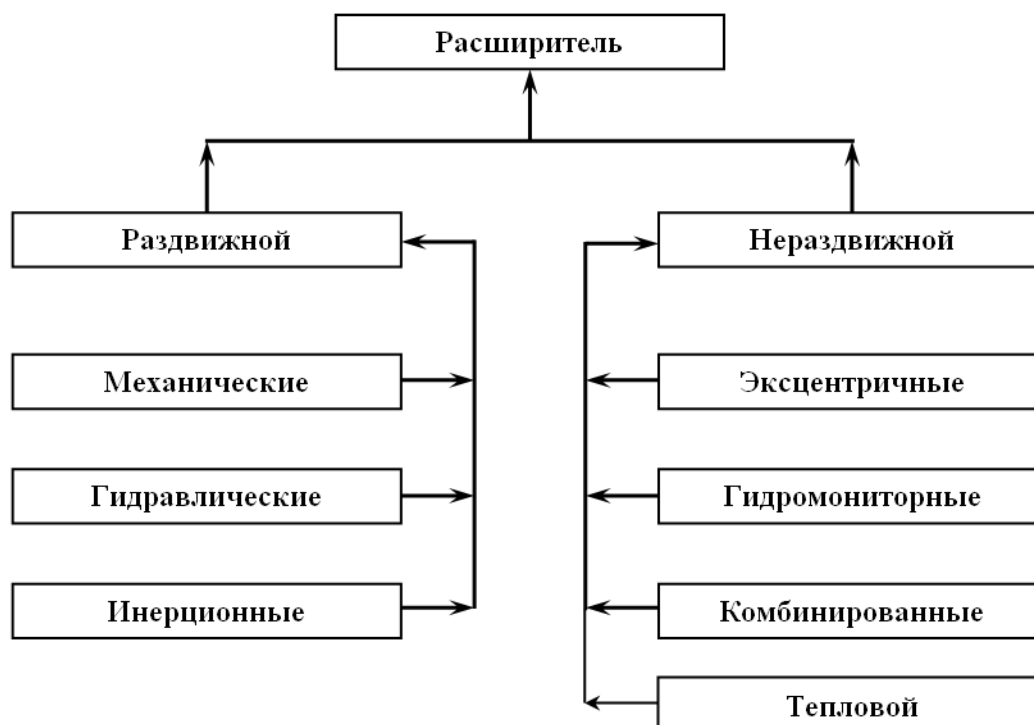 Расширитель
Раздвижной
Нераздвижной
Механические
Эксцентричные
Гидравлические
Гидромониторные
Инерционные
Комбинированные
Тепловой